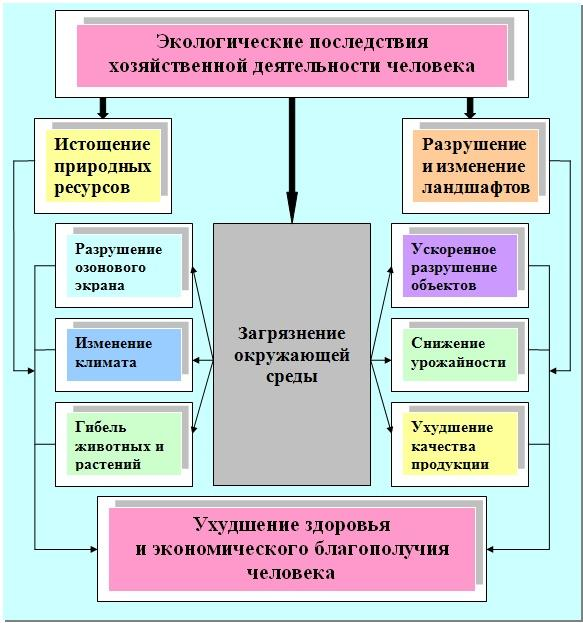 Экологические последствия
хозяйственной деятельности человека
Истощение
природных
ресурсов
Разрушение
и изменение
ландшафтов
Разрушение
озонового
экрана
Изменение
климата
Гибель
животных и
растений
Загрязнение
окружающей
среды
Ускоренное
разрушение
объектов
Снижение
урожайности
Ухудшение
качества
продукции
Ухудшение здоровья
и экономического благополучия
человека